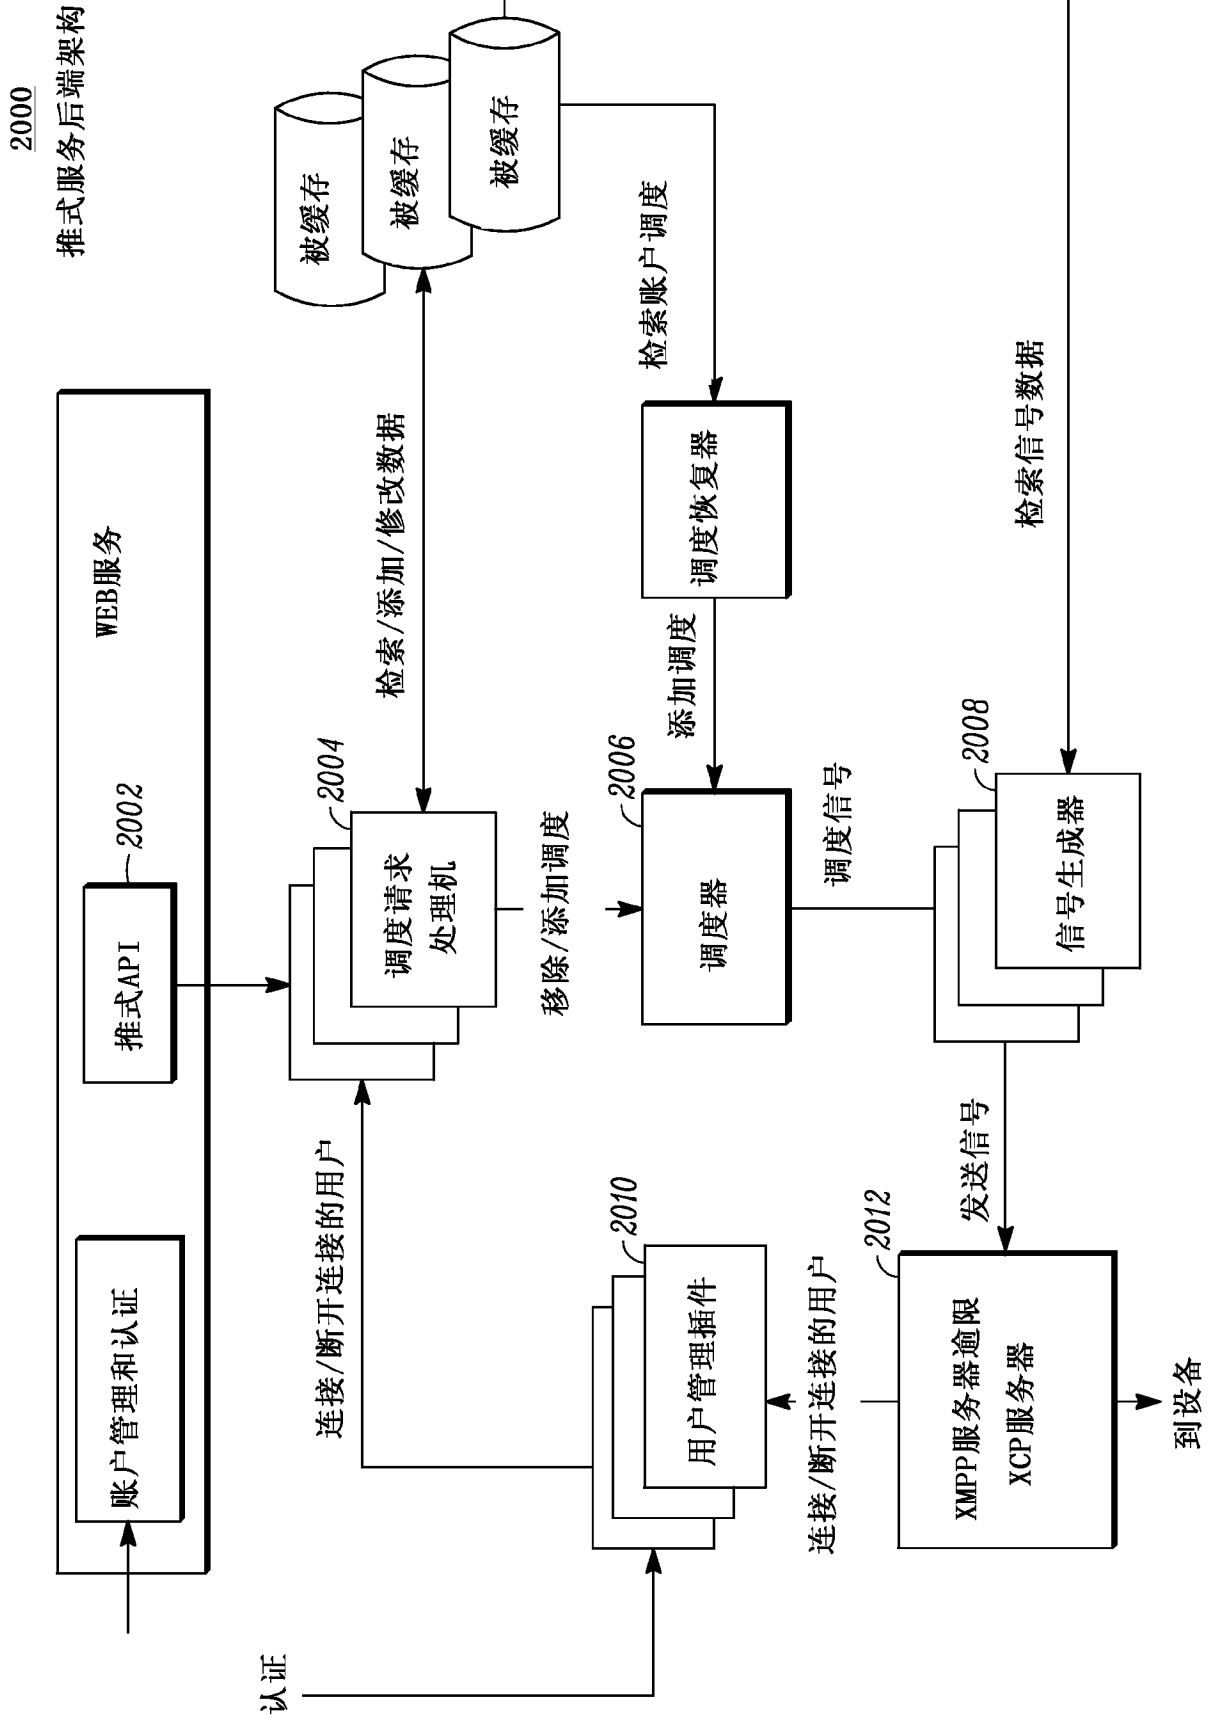 2000
推式服务后端架构
WEB服务
账户管理和认证
推式API
2002
认证
连接/断开连接的用户
调度请求
处理机
2004
检索/添加/修改数据
被缓存
被缓存
被缓存
移除/添加调度
用户管理插件
2010
调度器
2006
添加调度
调度恢复器
检索账户调度
连接/断开连接的用户
调度信号
XMPP服务器逾限
XCP服务器
2012
发送信号
信号生成器
2008
检索信号数据
到设备